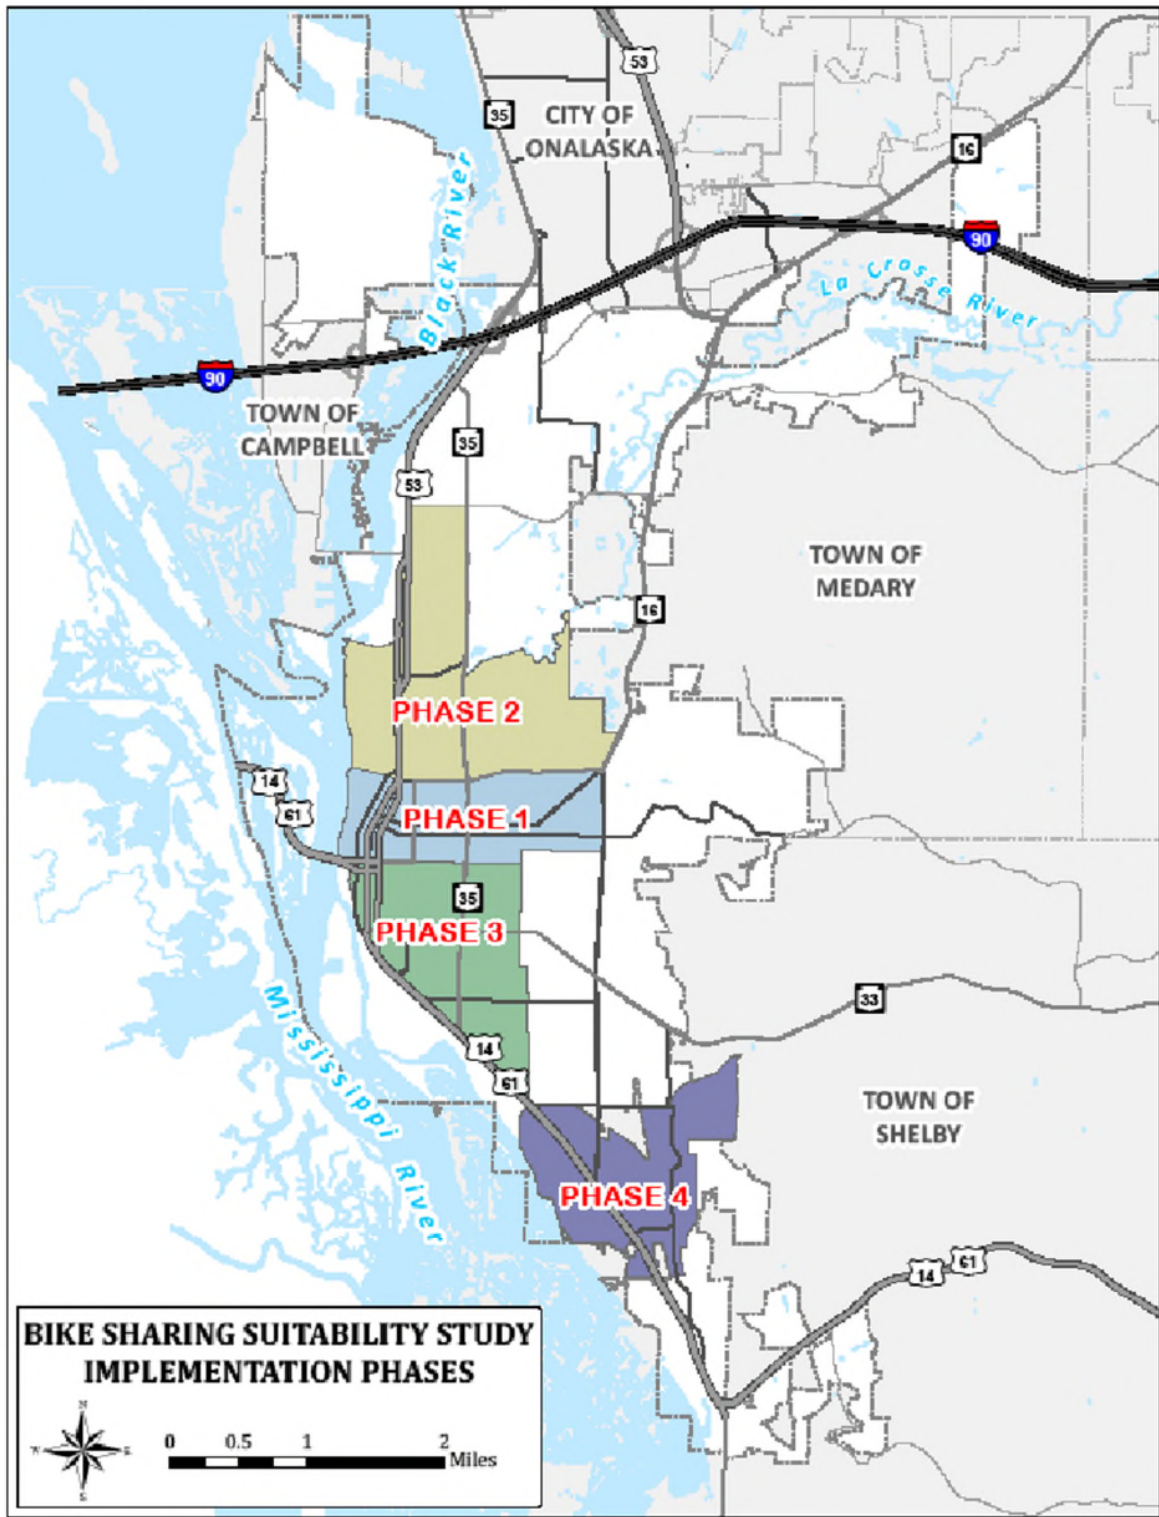 53
35
CITY OF
ONALASKA
16
Black River
90
La Crosse River
90
TOWN OF
CAMPBELL
35
53
TOWN OF
MEDARY
16
PHASE 2
14
61
PHASE 1
35
PHASE 3
33
Mississippi River
14
61
TOWN OF
SHELBY
PHASE 4
14
61
BIKE SHARING SUITABILITY STUDY
IMPLEMENTATION PHASES
N
W E
S
0 0.5 1 2
Miles